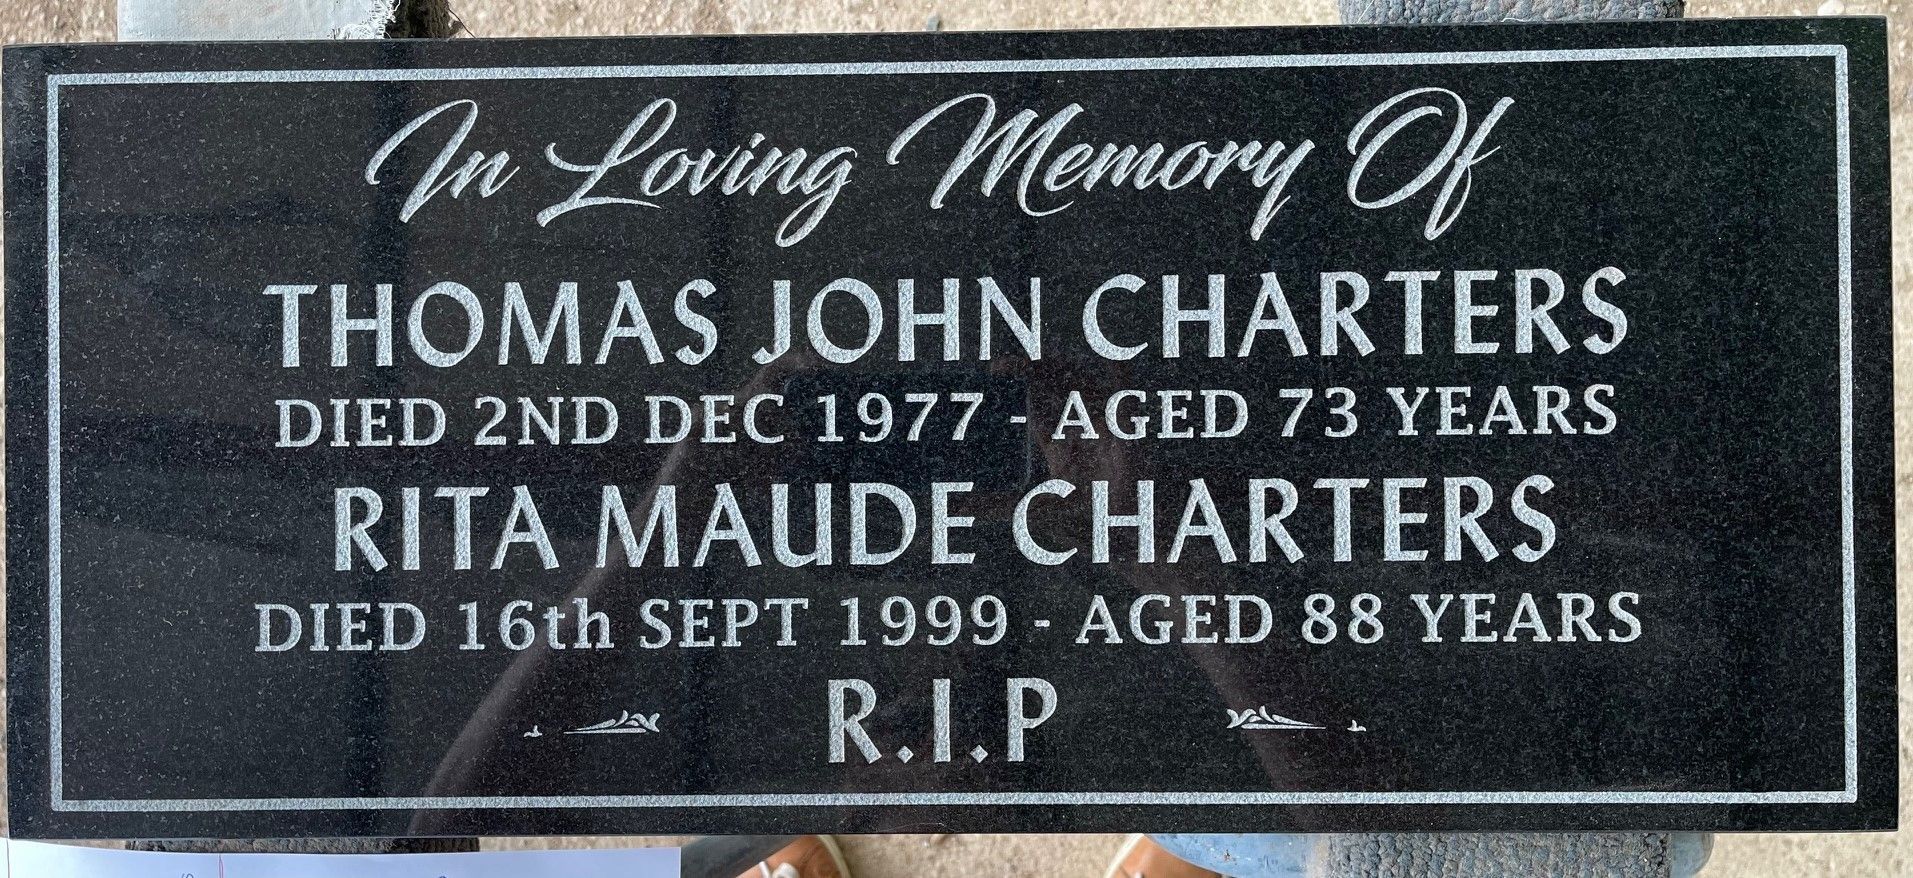 In Loving Memory Of
THOMAS JOHN CHARTERS
DIED 2ND DEC 1977 - AGED 73 YEARS
RITA MAUDE CHARTERS
DIED 16th SEPT 1999 - AGED 88 YEARS
R.I.P